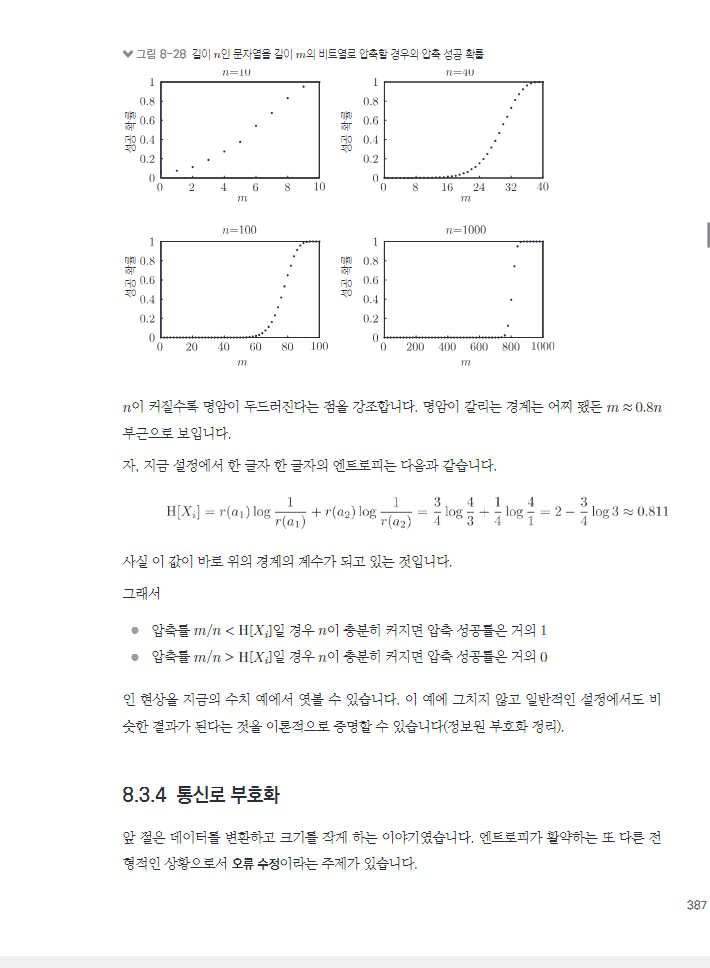 그림 8-28 길이 n인 문자열을 길이 m의 비트열로 압축할 경우의 압축 성공 확률
n=10
n=40
성공 확률
1
0.8
0.6
0.4
0.2
0
0 2 4 6 8 10
m
성공 확률
1
0.8
0.6
0.4
0.2
0
0 8 16 24 32 40
m
n=100
n=1000
성공 확률
1
0.8
0.6
0.4
0.2
0
0 20 40 60 80 100
m
성공 확률
1
0.8
0.6
0.4
0.2
0
0 200 400 600 800 1000
m
n이 커질수록 명암이 두드러진다는 점을 강조합니다. 명암이 갈리는 경계는 어찌 됐든 m ≈ 0.8n
부근으로 보입니다.
자, 지금 설정에서 한 글자 한 글자의 엔트로피는 다음과 같습니다.
H[X_i] = r(a_1) log 1/r(a_1) + r(a_2) log 1/r(a_2) = 3/4 log 4/3 + 1/4 log 4/1 = 2 − 3/4 log 3 ≈ 0.811
사실 이 값이 바로 위의 경계의 계수가 되고 있는 것입니다.
그래서
● 압축률 m/n < H[X_i]일 경우 n이 충분히 커지면 압축 성공률은 거의 1
● 압축률 m/n > H[X_i]일 경우 n이 충분히 커지면 압축 성공률은 거의 0
인 현상을 지금의 수치 예에서 엿볼 수 있습니다. 이 예에 그치지 않고 일반적인 설정에서도 비
슷한 결과가 된다는 것을 이론적으로 증명할 수 있습니다(정보원 부호화 정리).
8.3.4 통신로 부호화
앞 절은 데이터를 변환하고 크기를 작게 하는 이야기였습니다. 엔트로피가 활약하는 또 다른 전
형적인 상황으로서 오류 수정이라는 주제가 있습니다.
387